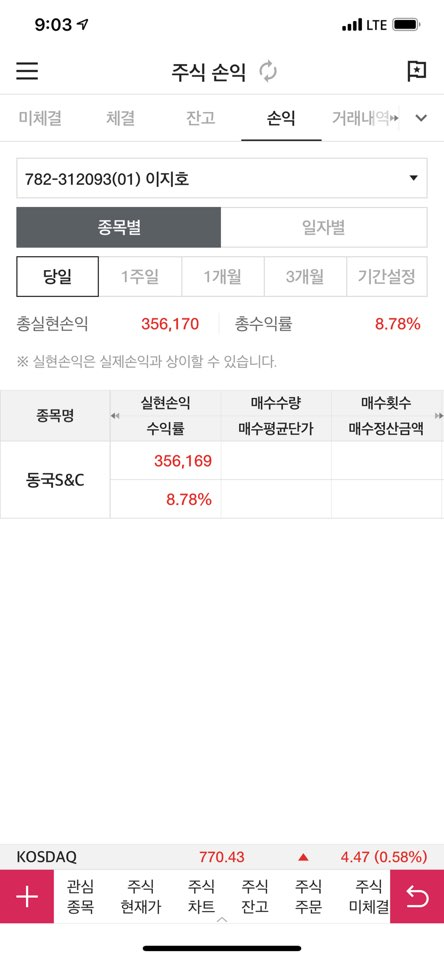 9:03 LTE
주식 손익
미체결 체결 잔고 손익 거래내역
782-312093(01) 이지호
종목별 일자별
당일 1주일 1개월 3개월 기간설정
총실현손익 356,170 총수익률 8.78%
※ 실현손익은 실제손익과 상이할 수 있습니다.
종목명 실현손익 매수수량 매수횟수
수익률 매수평균단가 매수정산금액
동국S&C 356,169
8.78%
KOSDAQ 770.43 ▲ 4.47 (0.58%)
관심 주식 주식 주식 주식 주식
종목 현재가 차트 잔고 주문 미체결